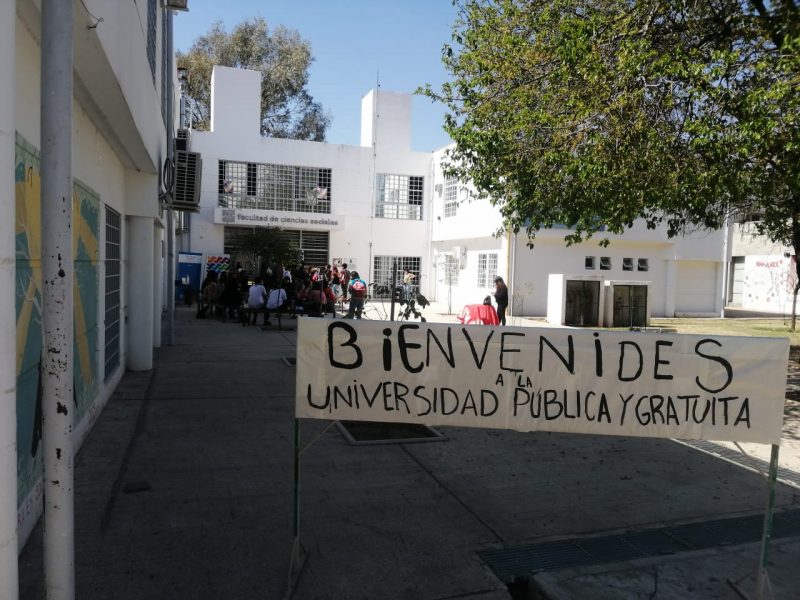 facultad de ciencias sociales
BiENVENIDES
A LA
UNIVERSIDAD PÚBLICA Y GRATUITA